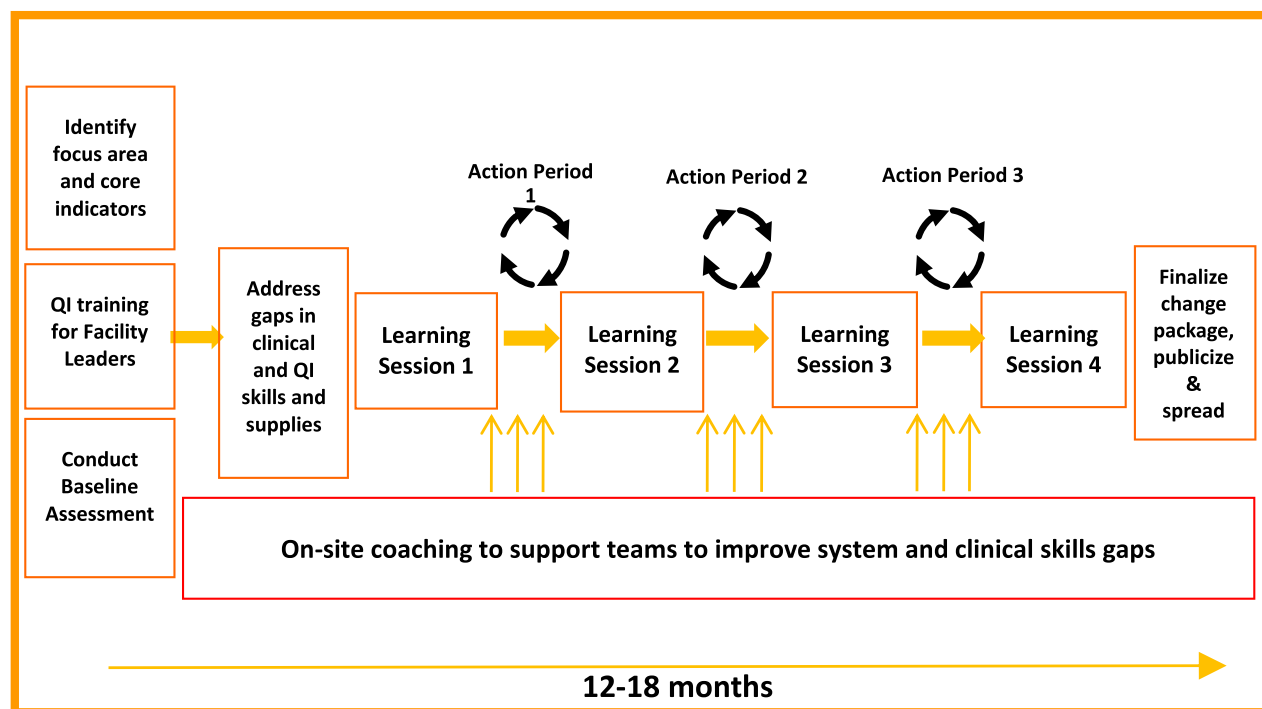 Identify
focus area
and core
indicators
QI training
for Facility
Leaders
Conduct
Baseline
Assessment
Address
gaps in
clinical
and QI
skills and
supplies
Action Period
1
Action Period 2
Action Period 3
Learning
Session 1
Learning
Session 2
Learning
Session 3
Learning
Session 4
Finalize
change
package,
publicize
&
spread
On-site coaching to support teams to improve system and clinical skills gaps
12-18 months